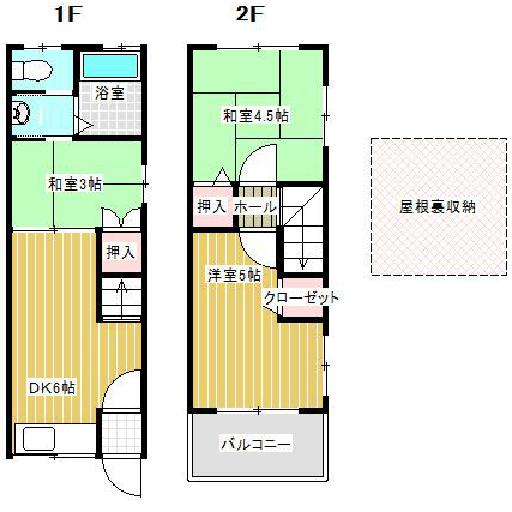 1F
2F
浴室
和室4.5帖
和室3帖
押入
ホール
屋根裏収納
押入
洋室5帖
クローゼット
DK6帖
バルコニー